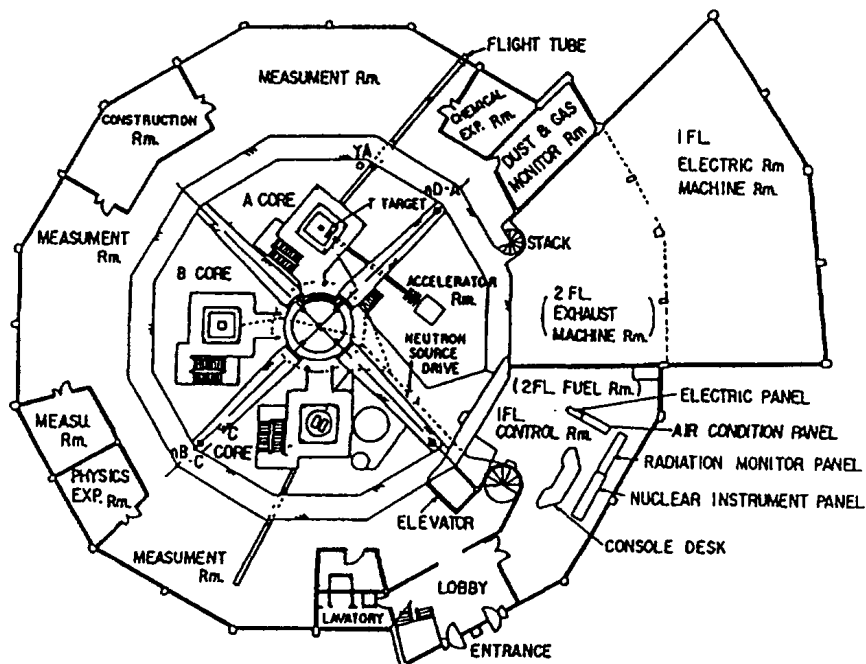 FLIGHT TUBE
MEASUMENT Rm.
CHEMICAL
EXP. Rm.
CONSTRUCTION
Rm.
DUST & GAS
MONITOR Rm
1FL.
ELECTRIC Rm
MACHINE Rm.
YA
nD-A
A CORE
T TARGET
STACK
MEASUMENT
Rm.
B CORE
ACCELERATOR
Rm.
(2FL.
EXHAUST
MACHINE Rm.)
NEUTRON
SOURCE
DRIVE
(2FL. FUEL Rm.)
ELECTRIC PANEL
1FL.
CONTROL Rm.
AIR CONDITION PANEL
MEASU.
Rm.
C
CORE
nB-C
RADIATION MONITOR PANEL
PHYSICS
EXP. Rm.
NUCLEAR INSTRUMENT PANEL
ELEVATOR
CONSOLE DESK
MEASUMENT
Rm.
LOBBY
LAVATORY
ENTRANCE